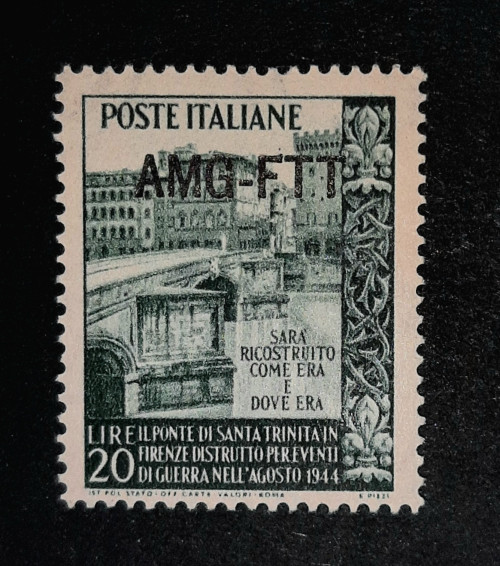 POSTE ITALIANE
AMG-FTT
SARA'
RICOSTRUITO
COME ERA
E
DOVE ERA
LIRE
20
IL PONTE DI SANTA TRINITA IN
FIRENZE DISTRUTTO PER EVENTI
DI GUERRA NELL'AGOSTO 1944
IST. POL. STATO - OFF. CARTE VALORI - ROMA